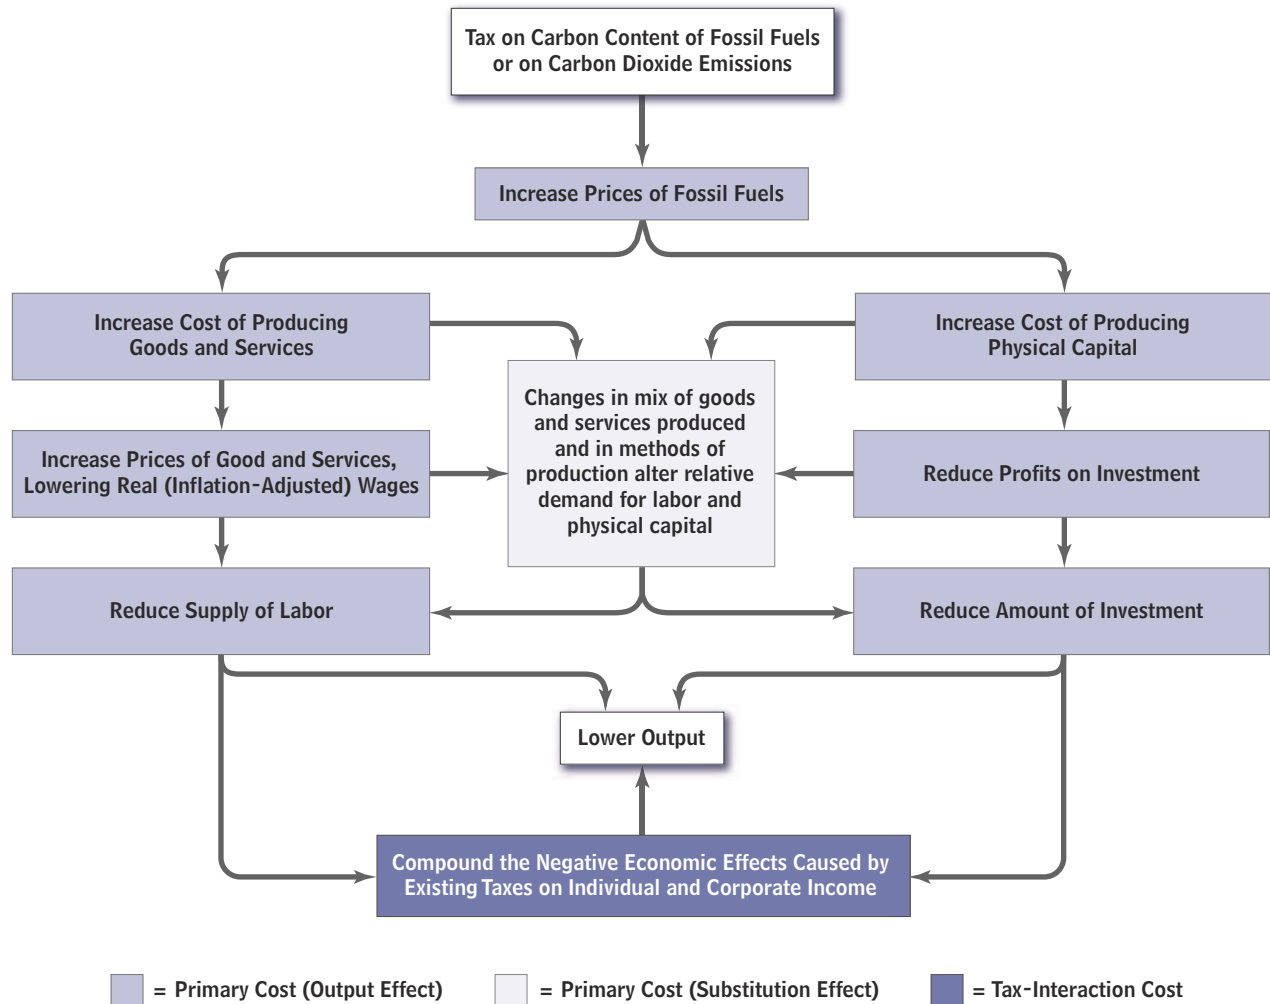 Tax on Carbon Content of Fossil Fuels
or on Carbon Dioxide Emissions
Increase Prices of Fossil Fuels
Increase Cost of Producing
Goods and Services
Increase Cost of Producing
Physical Capital
Changes in mix of goods
and services produced
and in methods of
production alter relative
demand for labor and
physical capital
Increase Prices of Good and Services,
Lowering Real (Inflation-Adjusted) Wages
Reduce Profits on Investment
Reduce Supply of Labor
Reduce Amount of Investment
Lower Output
Compound the Negative Economic Effects Caused by
Existing Taxes on Individual and Corporate Income
= Primary Cost (Output Effect)
= Primary Cost (Substitution Effect)
= Tax-Interaction Cost